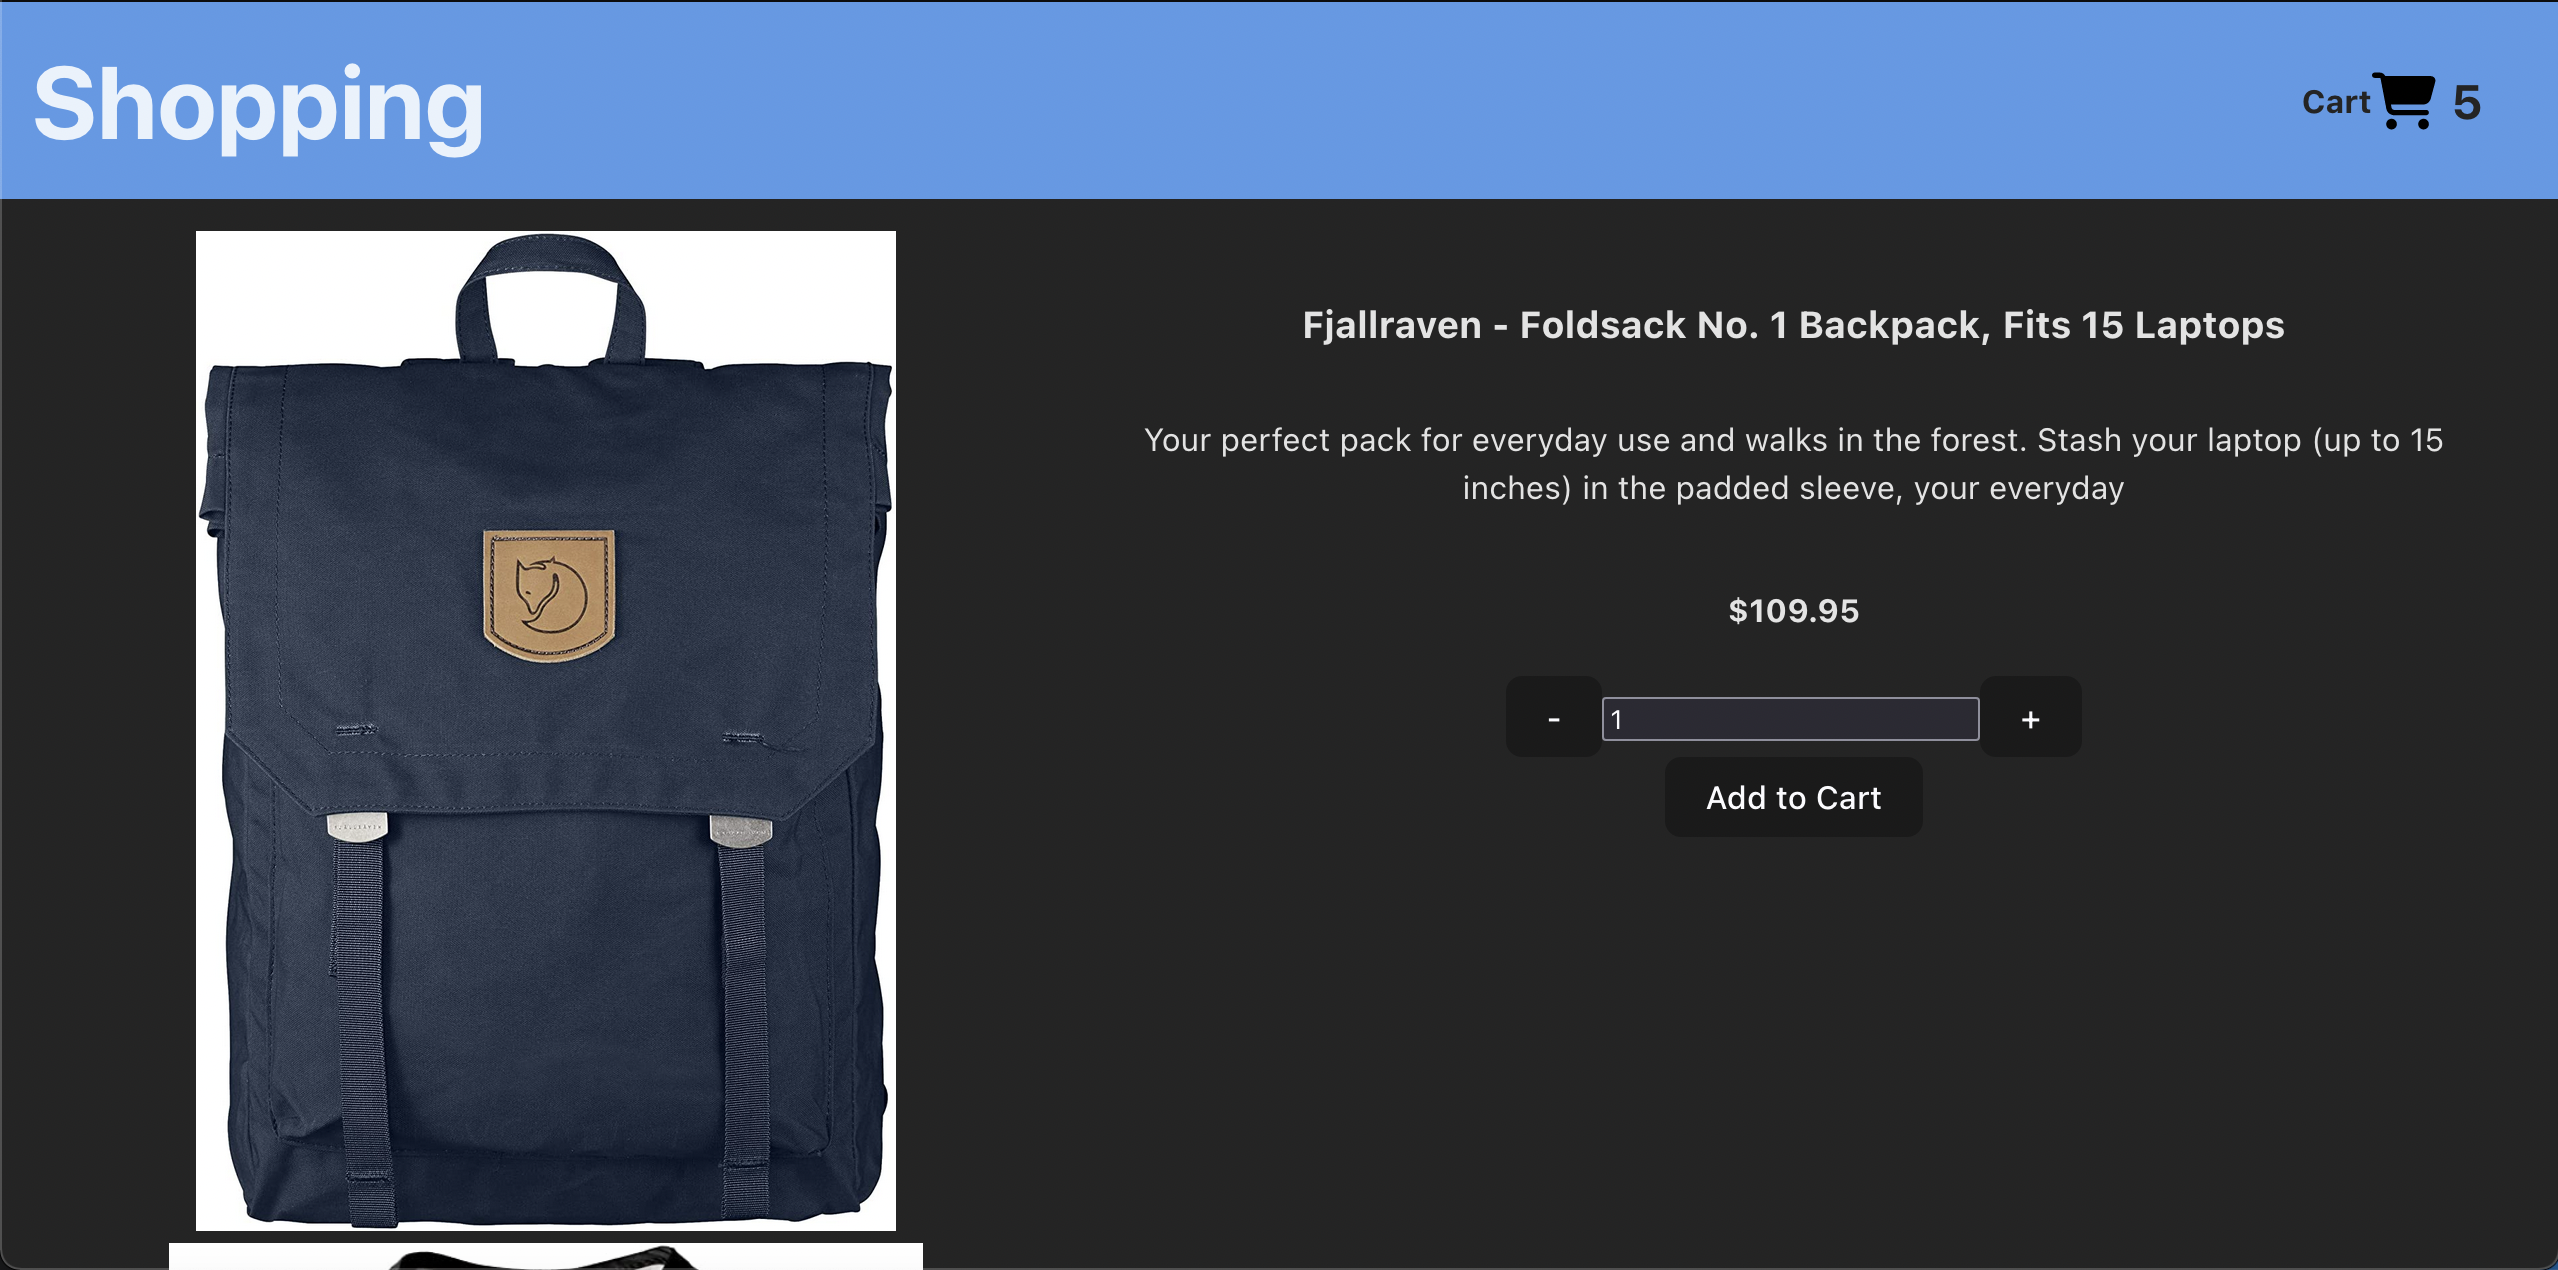 Shopping
Cart 5
Fjallraven - Foldsack No. 1 Backpack, Fits 15 Laptops
Your perfect pack for everyday use and walks in the forest. Stash your laptop (up to 15
inches) in the padded sleeve, your everyday
$109.95
- 1 +
Add to Cart